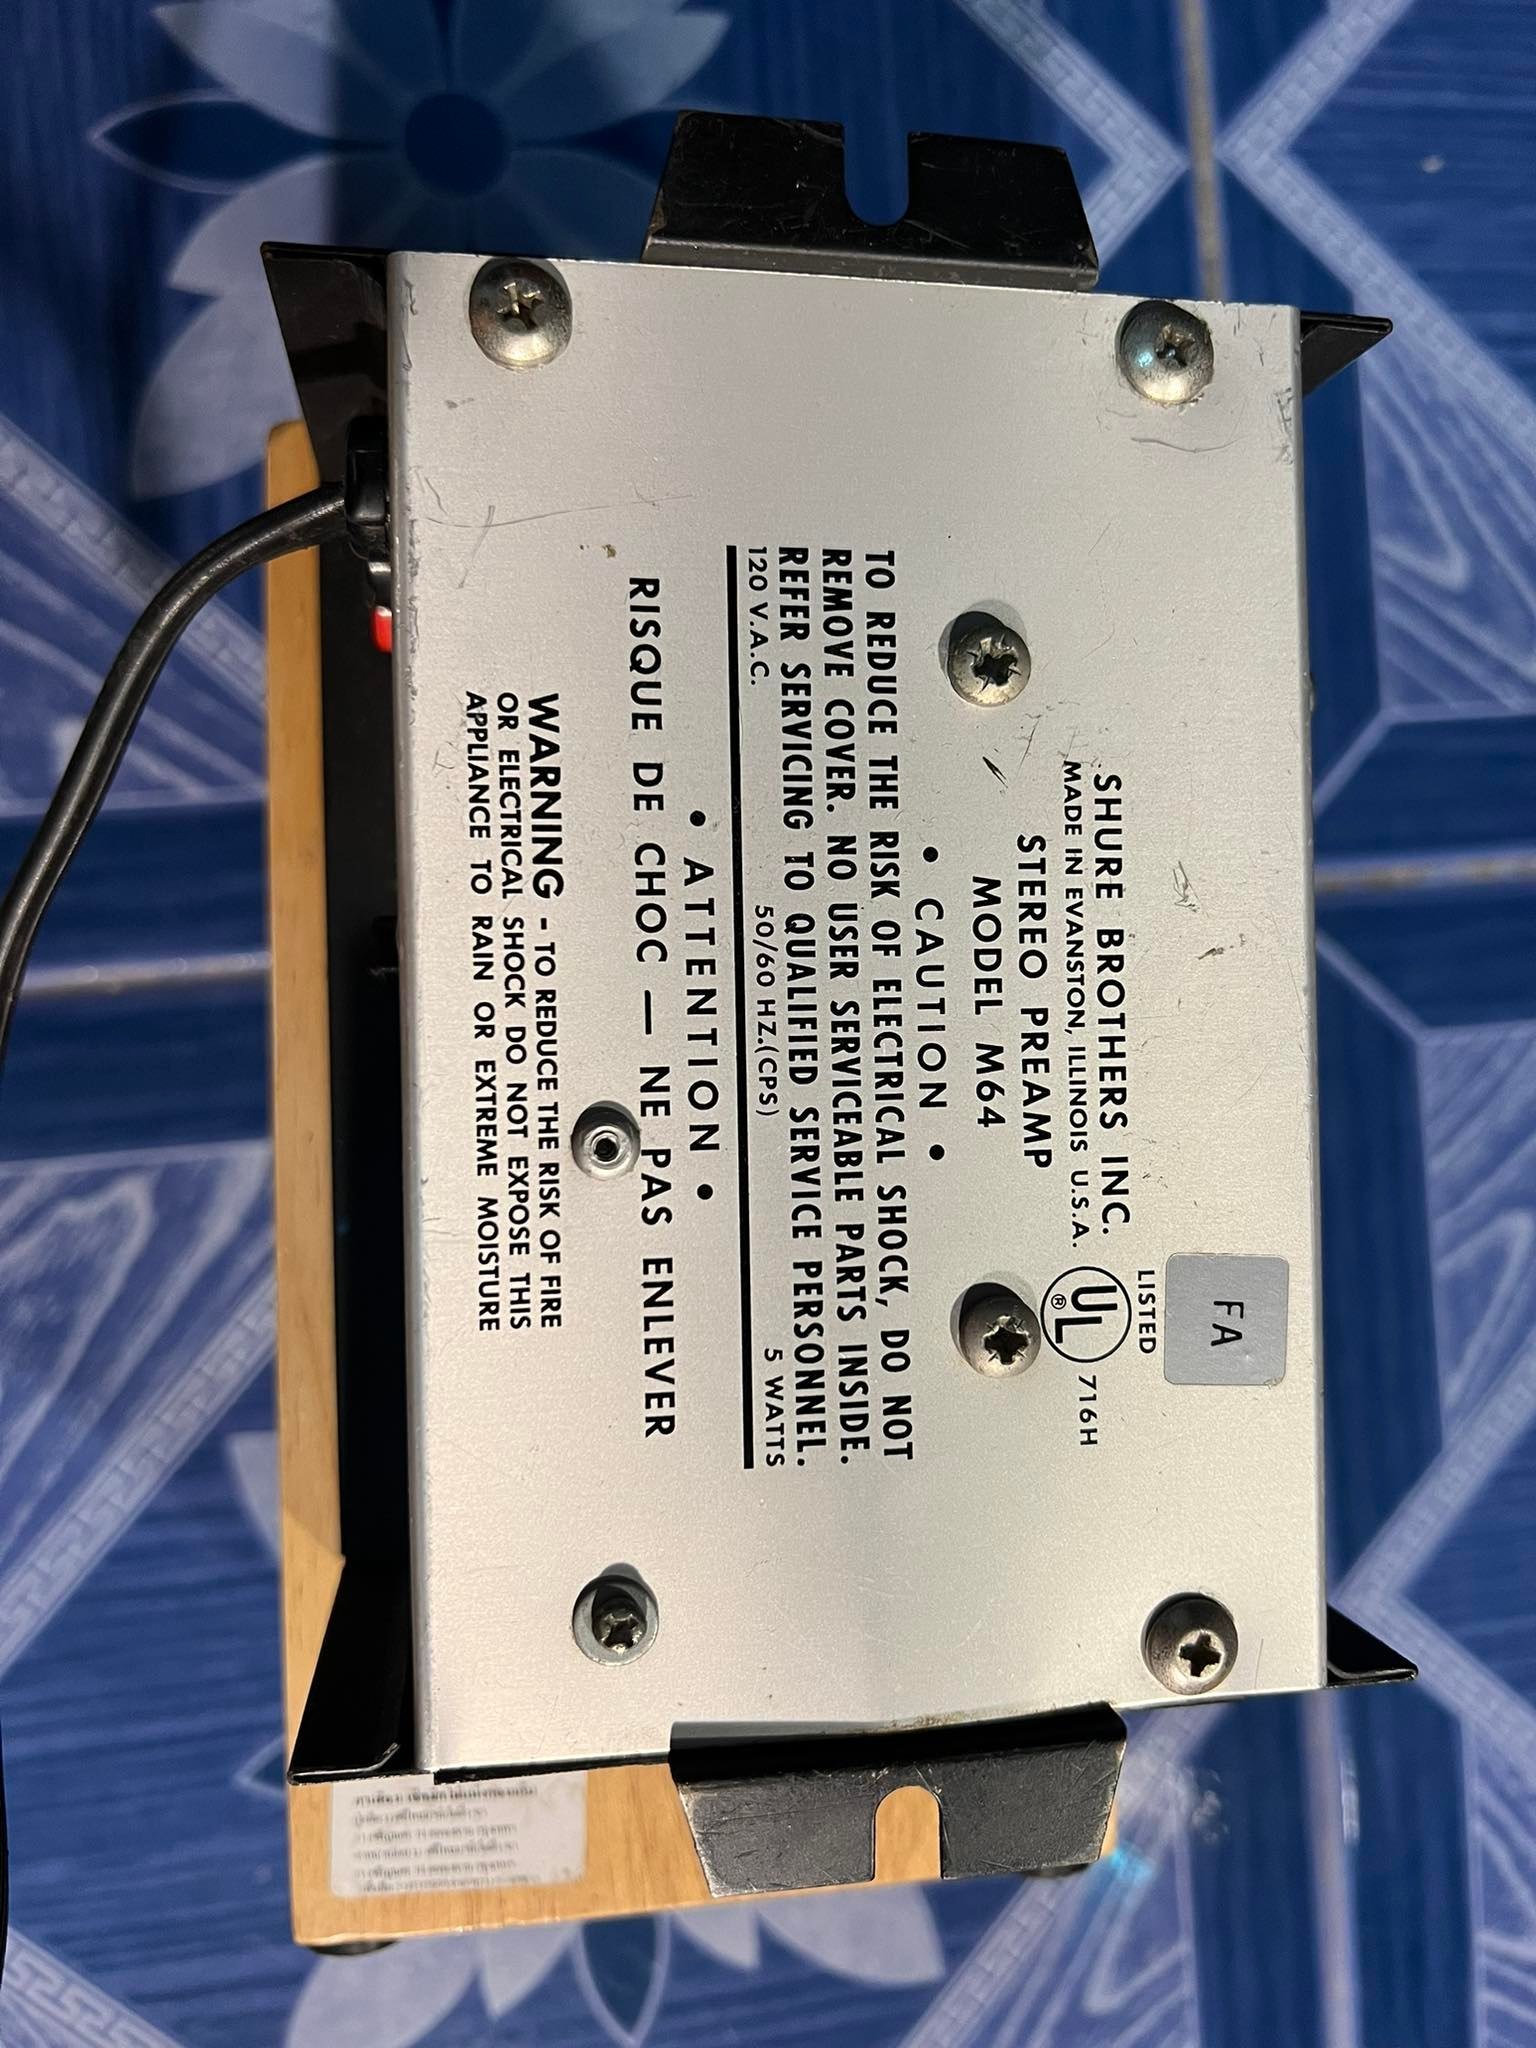 FA
LISTED
UL
®
716H
SHURE BROTHERS INC.
MADE IN EVANSTON, ILLINOIS U.S.A.
STEREO PREAMP
MODEL M64
• CAUTION •
TO REDUCE THE RISK OF ELECTRICAL SHOCK, DO NOT
REMOVE COVER. NO USER SERVICEABLE PARTS INSIDE.
REFER SERVICING TO QUALIFIED SERVICE PERSONNEL.
120 V.A.C. 50/60 HZ.(CPS) 5 WATTS
• ATTENTION •
RISQUE DE CHOC — NE PAS ENLEVER
WARNING - TO REDUCE THE RISK OF FIRE
OR ELECTRICAL SHOCK DO NOT EXPOSE THIS
APPLIANCE TO RAIN OR EXTREME MOISTURE